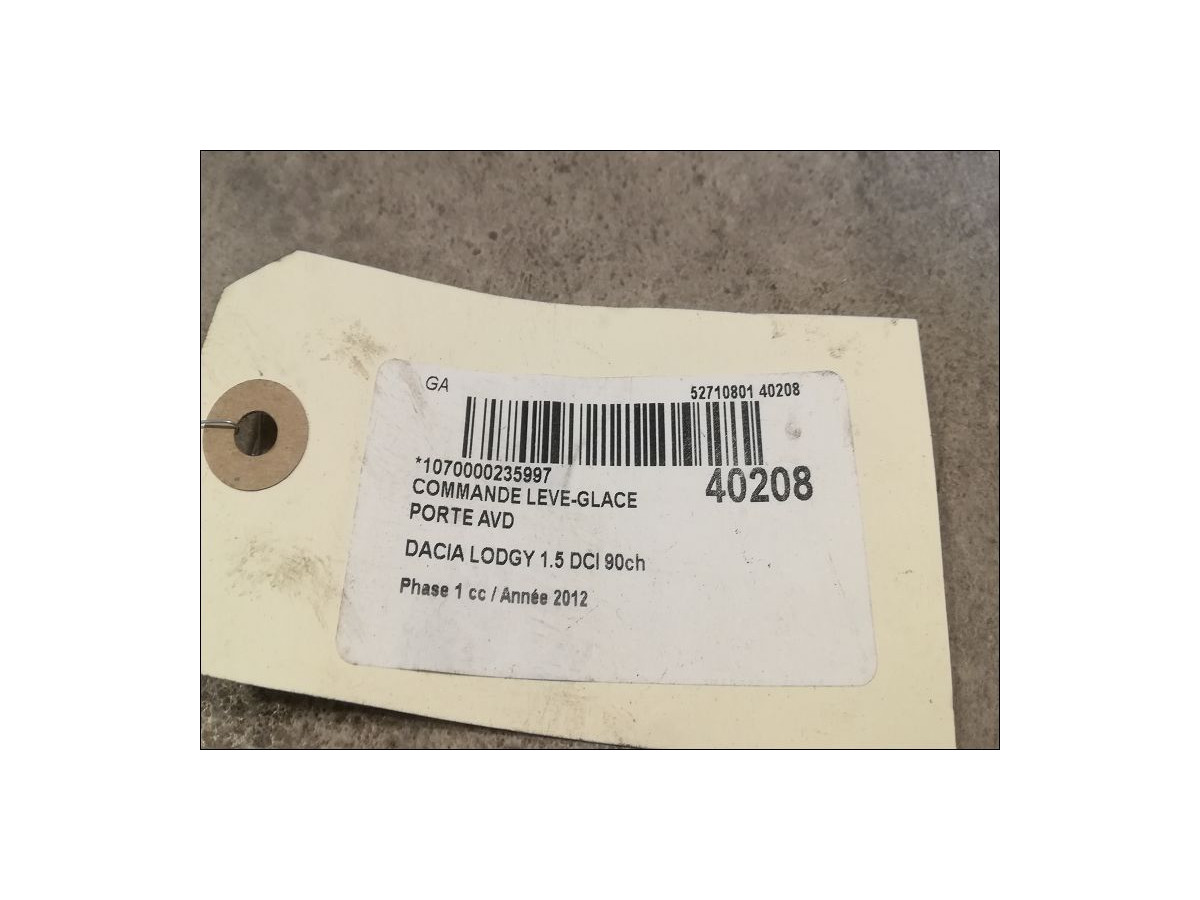 GA
52710801 40208
*1070000235997
40208
COMMANDE LEVE-GLACE
PORTE AVD
DACIA LODGY 1.5 DCI 90ch
Phase 1 cc / Année 2012